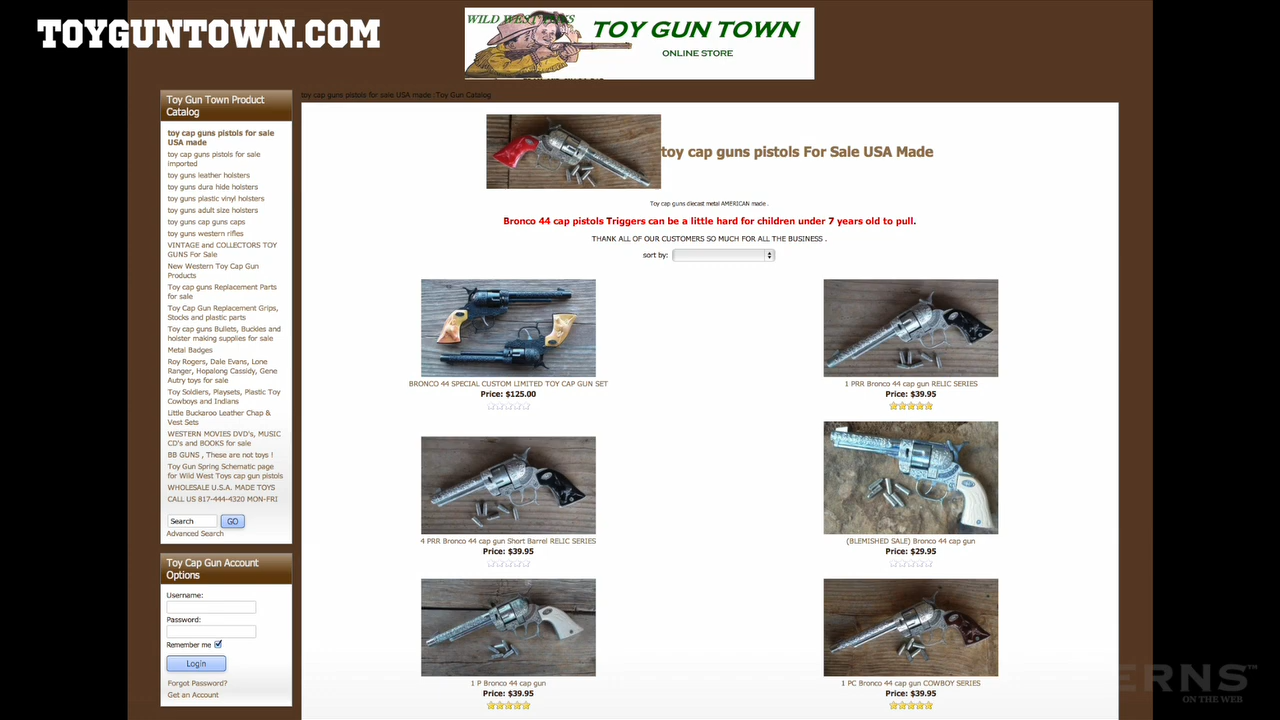 TOYGUNTOWN.COM
WILD WEST
TOY GUN TOWN
ONLINE STORE
Toy Gun Town Product
Catalog
toy cap guns pistols for sale
USA made
toy cap guns pistols for sale
imported
toy guns leather holsters
toy guns dura hide holsters
toy guns plastic vinyl holsters
toy guns adult size holsters
toy guns cap guns caps
toy guns western rifles
VINTAGE and COLLECTORS TOY
GUNS For Sale
New Western Toy Cap Gun
Products
Toy cap guns Replacement Parts
for sale
Toy Cap Gun Replacement Grips,
Stocks and plastic parts
Toy cap guns Bullets, Buckles and
holster making supplies for sale
Metal Badges
Roy Rogers, Dale Evans, Lone
Ranger, Hopalong Cassidy, Gene
Autry toys for sale
Toy Soldiers, Playsets, Plastic Toy
Cowboys and Indians
Little Buckaroo Leather Chap &
Vest Sets
WESTERN MOVIES DVD's, MUSIC
CD's and BOOKS for sale
BB GUNS , These are not toys !
Toy Gun Spring Schematic page
for Wild West Toys cap gun pistols
WHOLESALE U.S.A. MADE TOYS
CALL US 817-444-4320 MON-FRI
Search
GO
Advanced Search
Toy Cap Gun Account
Options
Username:
Password:
Remember me
Login
Forgot Password?
Get an Account
toy cap guns pistols for sale USA made :Toy Gun Catalog
toy cap guns pistols For Sale USA Made
Toy cap guns diecast metal AMERICAN made .
Bronco 44 cap pistols Triggers can be a little hard for children under 7 years old to pull.
THANK ALL OF OUR CUSTOMERS SO MUCH FOR ALL THE BUSINESS .
sort by:
BRONCO 44 SPECIAL CUSTOM LIMITED TOY CAP GUN SET
Price: $125.00
1 PRR Bronco 44 cap gun RELIC SERIES
Price: $39.95
4 PRR Bronco 44 cap gun Short Barrel RELIC SERIES
Price: $39.95
(BLEMISHED SALE) Bronco 44 cap gun
Price: $29.95
1 P Bronco 44 cap gun
Price: $39.95
1 PC Bronco 44 cap gun COWBOY SERIES
Price: $39.95
ERNS™
ON THE WEB